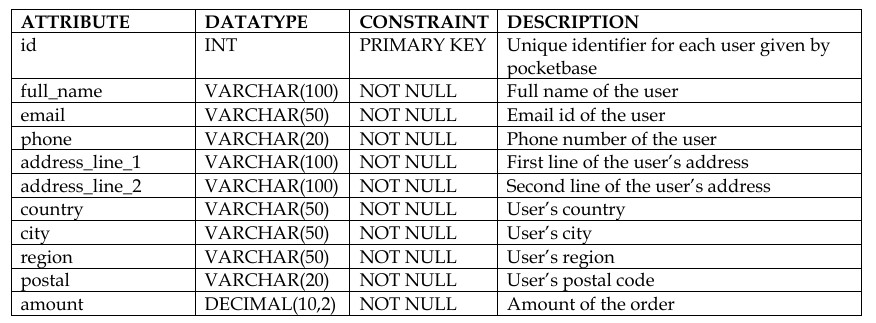 ATTRIBUTE DATATYPE CONSTRAINT DESCRIPTION
id INT PRIMARY KEY Unique identifier for each user given by
pocketbase
full_name VARCHAR(100) NOT NULL Full name of the user
email VARCHAR(50) NOT NULL Email id of the user
phone VARCHAR(20) NOT NULL Phone number of the user
address_line_1 VARCHAR(100) NOT NULL First line of the user’s address
address_line_2 VARCHAR(100) NOT NULL Second line of the user’s address
country VARCHAR(50) NOT NULL User’s country
city VARCHAR(50) NOT NULL User’s city
region VARCHAR(50) NOT NULL User’s region
postal VARCHAR(20) NOT NULL User’s postal code
amount DECIMAL(10,2) NOT NULL Amount of the order